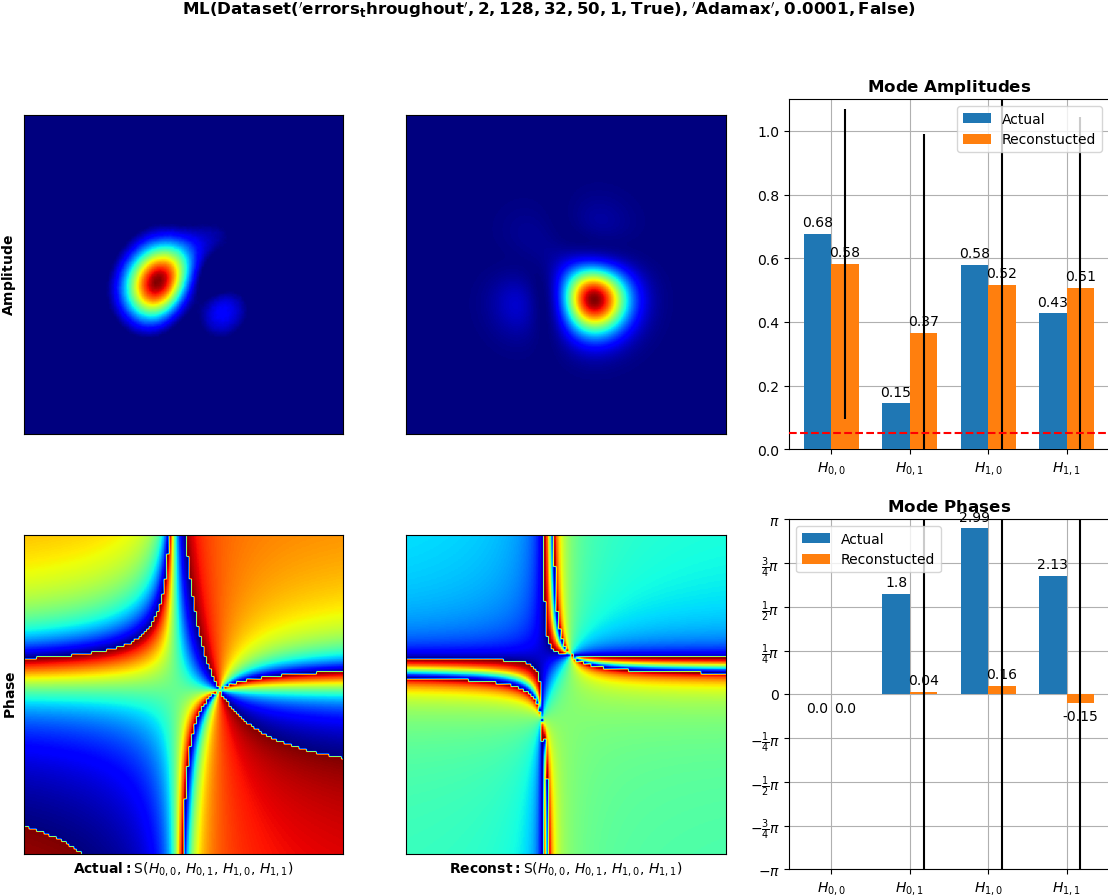 ML(Dataset('errors_throughout', 2, 128, 32, 50, 1, True), 'Adamax', 0.0001, False)
Mode Amplitudes
Amplitude
Actual
Reconstucted
1.0
0.8
0.6
0.4
0.2
0.0
0.68
0.58
0.15
0.37
0.58
0.52
0.43
0.51
H0,0
H0,1
H1,0
H1,1
Mode Phases
Phase
Actual
Reconstucted
π
3/4π
1/2π
1/4π
0
−1/4π
−1/2π
−3/4π
−π
0.0
0.0
1.8
0.04
2.99
0.16
2.13
-0.15
H0,0
H0,1
H1,0
H1,1
Actual: S(H0,0, H0,1, H1,0, H1,1)
Reconst: S(H0,0, H0,1, H1,0, H1,1)